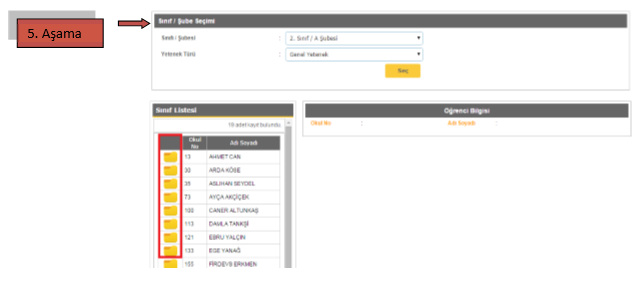 5. Aşama
Sınıf / Şube Seçimi
Sınıfı / Şubesi : 2. Sınıf / A Şubesi
Yetenek Türü : Genel Yetenek
Seç
Sınıf Listesi
19 adet kayıt bulundu
Okul No Adı Soyadı
13 AHMET CAN
30 ARDA KÖSE
35 ASLIHAN SEYDEL
73 AYÇA AKÇİÇEK
105 CANER ALTUNKAŞ
113 DAMLA TANKŞİ
121 EBRU YALÇIN
133 EGE YANAĞ
155 FİRDEVS ERKMEN
Öğrenci Bilgisi
Okul No : Adı Soyadı :